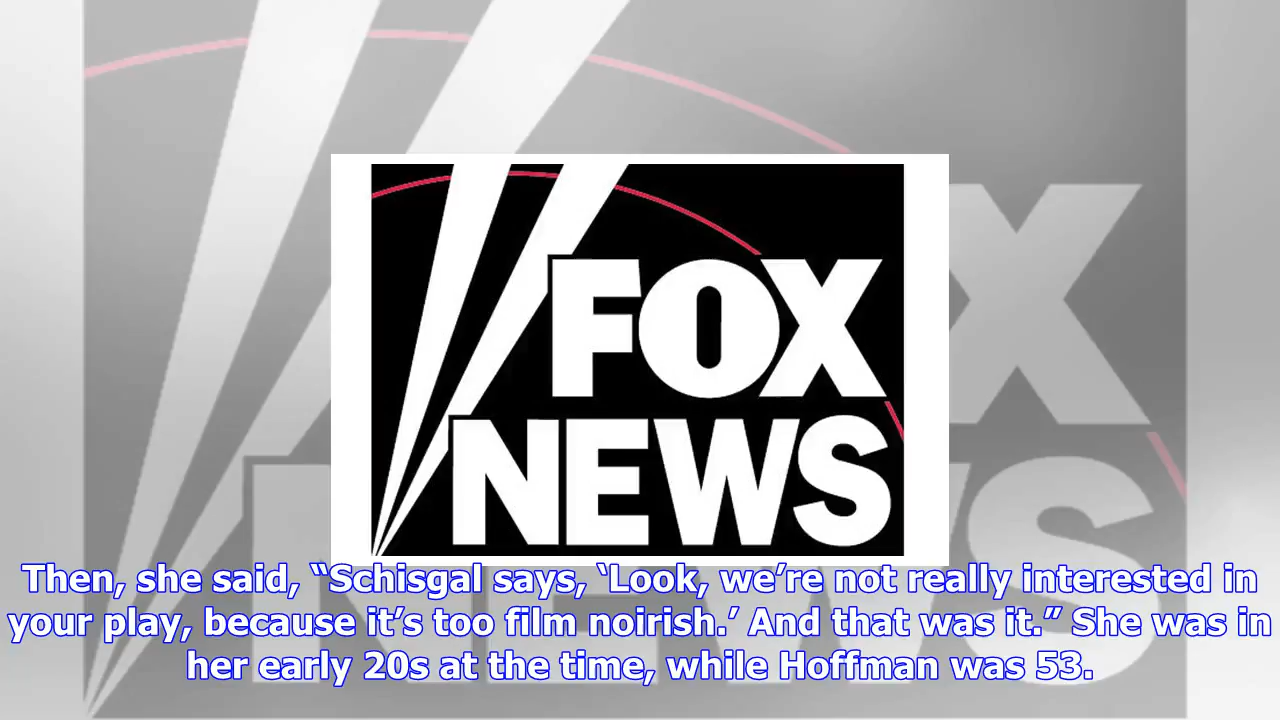 FOX
NEWS
Then, she said, “Schisgal says, ‘Look, we’re not really interested in
your play, because it’s too film noirish.’ And that was it.” She was in
her early 20s at the time, while Hoffman was 53.